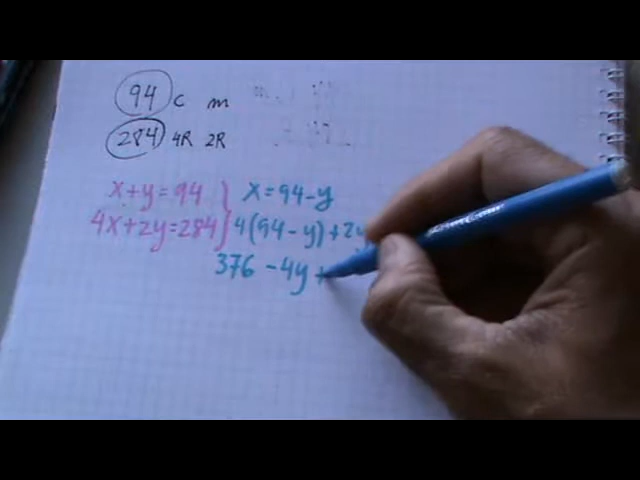 94 c m
284 4R 2R
x+y=94 } x=94-y
4x+2y=284 } 4(94-y)+2y
376 -4y +